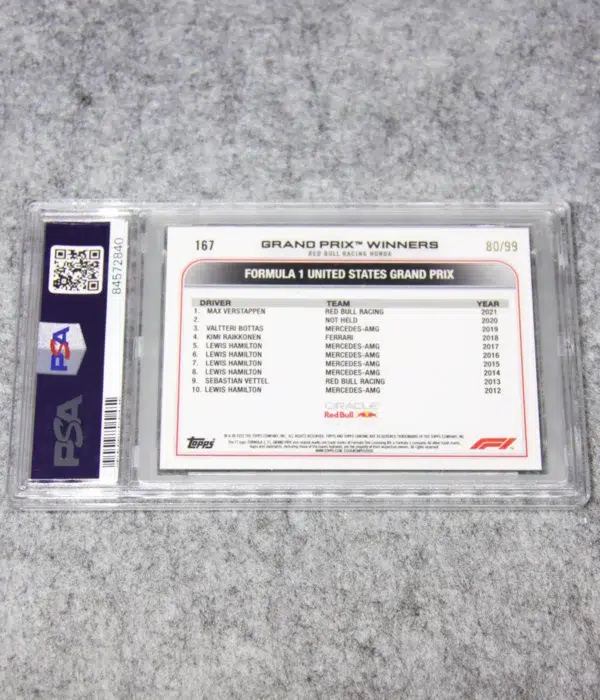 PSA
PSA
84572840
167 GRAND PRIX™ WINNERS 80/99
RED BULL RACING HONDA
FORMULA 1 UNITED STATES GRAND PRIX
DRIVER TEAM YEAR
1. MAX VERSTAPPEN RED BULL RACING 2021
2. NOT HELD 2020
3. VALTTERI BOTTAS MERCEDES-AMG 2019
4. KIMI RAIKKONEN FERRARI 2018
5. LEWIS HAMILTON MERCEDES-AMG 2017
6. LEWIS HAMILTON MERCEDES-AMG 2016
7. LEWIS HAMILTON MERCEDES-AMG 2015
8. LEWIS HAMILTON MERCEDES-AMG 2014
9. SEBASTIAN VETTEL RED BULL RACING 2013
10. LEWIS HAMILTON MERCEDES-AMG 2012
ORACLE
Red Bull
Topps
F1